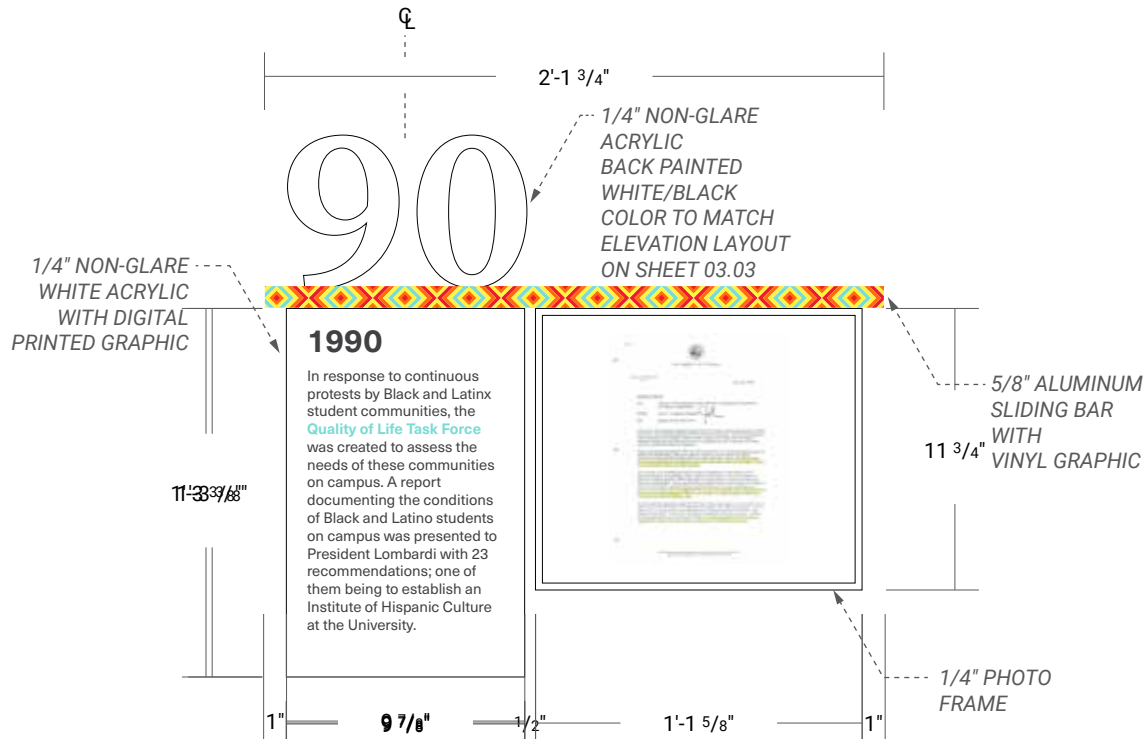 ℄
2'-1 3/4"
1/4" NON-GLARE
ACRYLIC
BACK PAINTED
WHITE/BLACK
COLOR TO MATCH
ELEVATION LAYOUT
ON SHEET 03.03
90
1/4" NON-GLARE
WHITE ACRYLIC
WITH DIGITAL
PRINTED GRAPHIC
1990
In response to continuous
protests by Black and Latinx
student communities, the
Quality of Life Task Force
was created to assess the
needs of these communities
on campus. A report
documenting the conditions
of Black and Latino students
on campus was presented to
President Lombardi with 23
recommendations; one of
them being to establish an
Institute of Hispanic Culture
at the University.
5/8" ALUMINUM
SLIDING BAR
WITH
VINYL GRAPHIC
11 3/4"
1'-3 3/8"
1/4" PHOTO
FRAME
1"
9 7/8"
1/2"
1'-1 5/8"
1"